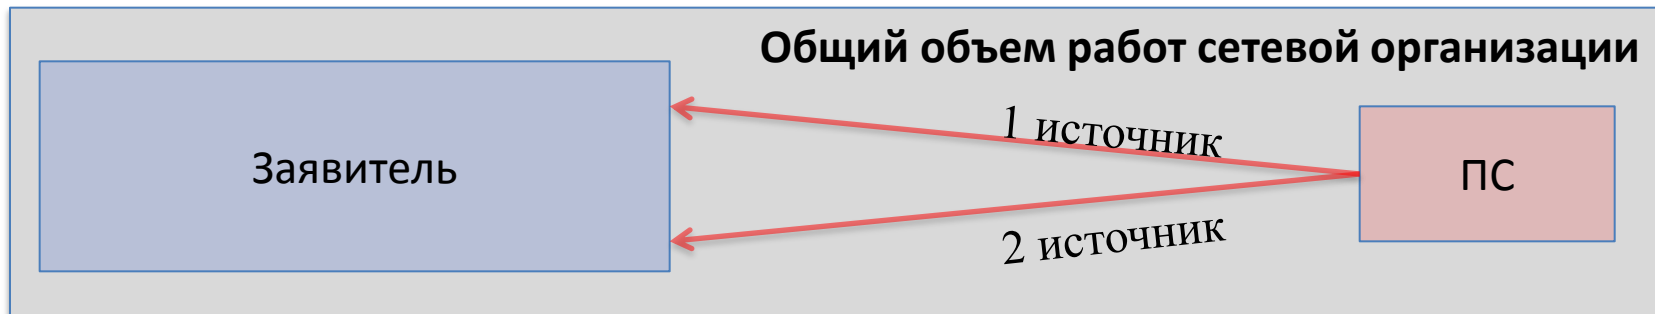 Общий объем работ сетевой организации
1 источник
Заявитель
ПС
2 источник